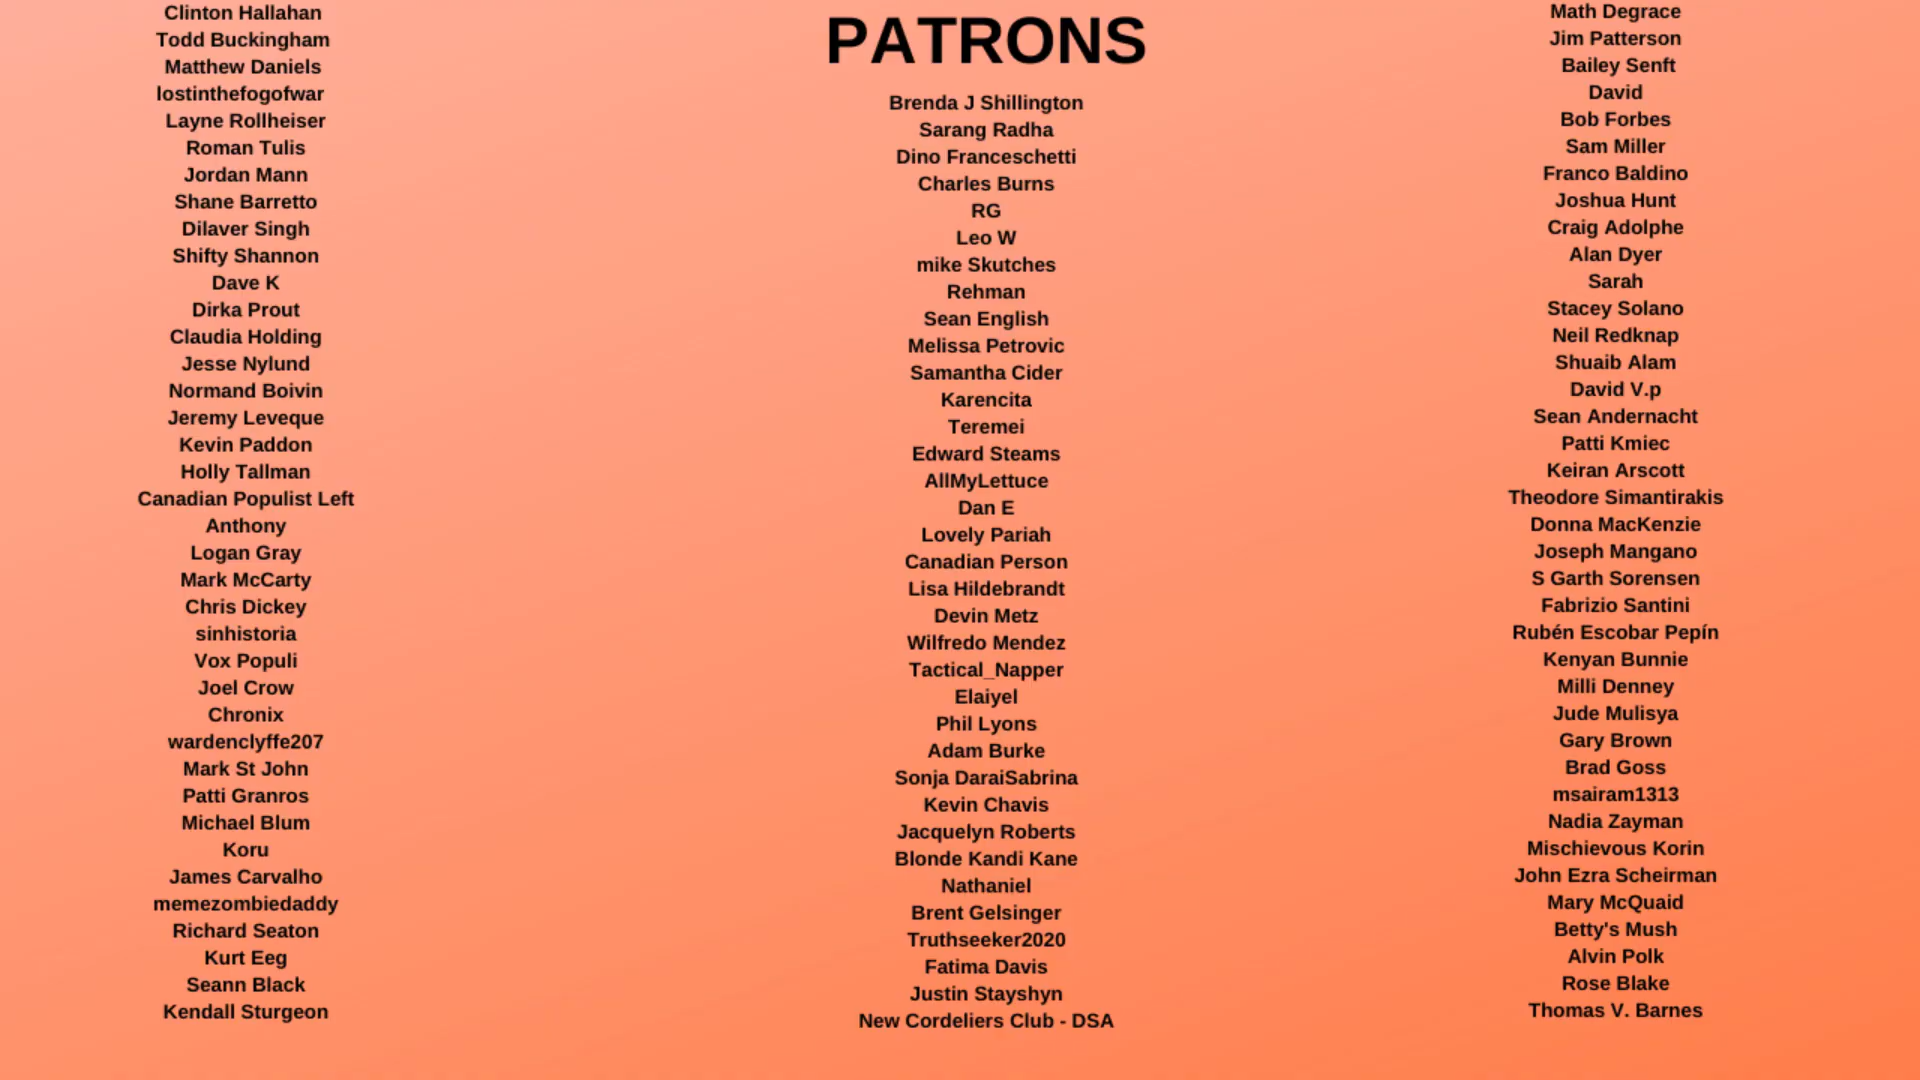 Clinton Hallahan
Todd Buckingham
Matthew Daniels
lostinthefogofwar
Layne Rollheiser
Roman Tulis
Jordan Mann
Shane Barretto
Dilaver Singh
Shifty Shannon
Dave K
Dirka Prout
Claudia Holding
Jesse Nylund
Normand Boivin
Jeremy Leveque
Kevin Paddon
Holly Tallman
Canadian Populist Left
Anthony
Logan Gray
Mark McCarty
Chris Dickey
sinhistoria
Vox Populi
Joel Crow
Chronix
wardenclyffe207
Mark St John
Patti Granros
Michael Blum
Koru
James Carvalho
memezombiedaddy
Richard Seaton
Kurt Eeg
Seann Black
Kendall Sturgeon
PATRONS
Brenda J Shillington
Sarang Radha
Dino Franceschetti
Charles Burns
RG
Leo W
mike Skutches
Rehman
Sean English
Melissa Petrovic
Samantha Cider
Karencita
Teremei
Edward Steams
AllMyLettuce
Dan E
Lovely Pariah
Canadian Person
Lisa Hildebrandt
Devin Metz
Wilfredo Mendez
Tactical_Napper
Elaiyel
Phil Lyons
Adam Burke
Sonja DaraiSabrina
Kevin Chavis
Jacquelyn Roberts
Blonde Kandi Kane
Nathaniel
Brent Gelsinger
Truthseeker2020
Fatima Davis
Justin Stayshyn
New Cordeliers Club - DSA
Math Degrace
Jim Patterson
Bailey Senft
David
Bob Forbes
Sam Miller
Franco Baldino
Joshua Hunt
Craig Adolphe
Alan Dyer
Sarah
Stacey Solano
Neil Redknap
Shuaib Alam
David V.p
Sean Andernacht
Patti Kmiec
Keiran Arscott
Theodore Simantirakis
Donna MacKenzie
Joseph Mangano
S Garth Sorensen
Fabrizio Santini
Rubén Escobar Pepín
Kenyan Bunnie
Milli Denney
Jude Mulisya
Gary Brown
Brad Goss
msairam1313
Nadia Zayman
Mischievous Korin
John Ezra Scheirman
Mary McQuaid
Betty's Mush
Alvin Polk
Rose Blake
Thomas V. Barnes